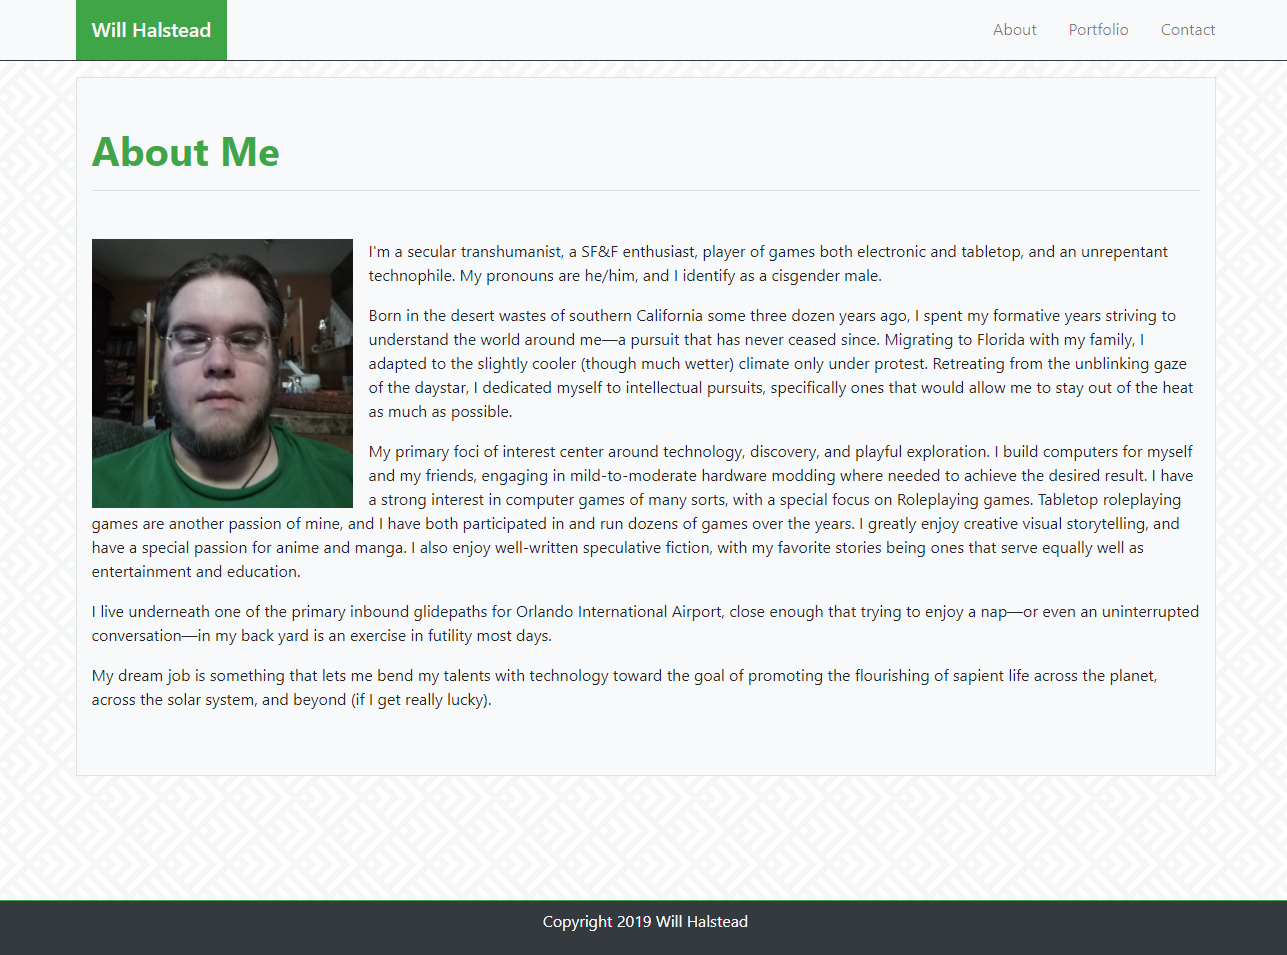 Will Halstead
About
Portfolio
Contact
About Me
I'm a secular transhumanist, a SF&F enthusiast, player of games both electronic and tabletop, and an unrepentant
technophile. My pronouns are he/him, and I identify as a cisgender male.
Born in the desert wastes of southern California some three dozen years ago, I spent my formative years striving to
understand the world around me—a pursuit that has never ceased since. Migrating to Florida with my family, I
adapted to the slightly cooler (though much wetter) climate only under protest. Retreating from the unblinking gaze
of the daystar, I dedicated myself to intellectual pursuits, specifically ones that would allow me to stay out of the heat
as much as possible.
My primary foci of interest center around technology, discovery, and playful exploration. I build computers for myself
and my friends, engaging in mild-to-moderate hardware modding where needed to achieve the desired result. I have
a strong interest in computer games of many sorts, with a special focus on Roleplaying games. Tabletop roleplaying
games are another passion of mine, and I have both participated in and run dozens of games over the years. I greatly enjoy creative visual storytelling, and
have a special passion for anime and manga. I also enjoy well-written speculative fiction, with my favorite stories being ones that serve equally well as
entertainment and education.
I live underneath one of the primary inbound glidepaths for Orlando International Airport, close enough that trying to enjoy a nap—or even an uninterrupted
conversation—in my back yard is an exercise in futility most days.
My dream job is something that lets me bend my talents with technology toward the goal of promoting the flourishing of sapient life across the planet,
across the solar system, and beyond (if I get really lucky).
Copyright 2019 Will Halstead